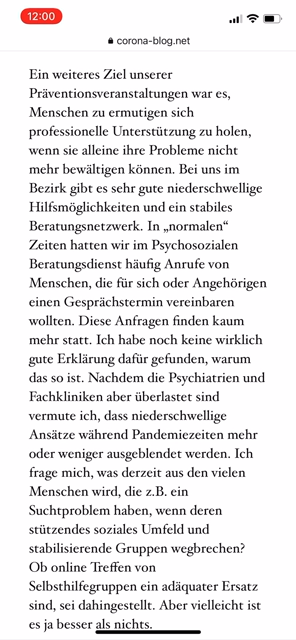 12:00
corona-blog.net
Ein weiteres Ziel unserer
Präventionsveranstaltungen war es,
Menschen zu ermutigen sich
professionelle Unterstützung zu holen,
wenn sie alleine ihre Probleme nicht
mehr bewältigen können. Bei uns im
Bezirk gibt es sehr gute niederschwellige
Hilfsmöglichkeiten und ein stabiles
Beratungsnetzwerk. In „normalen“
Zeiten hatten wir im Psychosozialen
Beratungsdienst häufig Anrufe von
Menschen, die für sich oder Angehörigen
einen Gesprächstermin vereinbaren
wollten. Diese Anfragen finden kaum
mehr statt. Ich habe noch keine wirklich
gute Erklärung dafür gefunden, warum
das so ist. Nachdem die Psychiatrien und
Fachkliniken aber überlastet sind
vermute ich, dass niederschwellige
Ansätze während Pandemiezeiten mehr
oder weniger ausgeblendet werden. Ich
frage mich, was derzeit aus den vielen
Menschen wird, die z.B. ein
Suchtproblem haben, wenn deren
stützendes soziales Umfeld und
stabilisierende Gruppen wegbrechen?
Ob online Treffen von
Selbsthilfegruppen ein adäquater Ersatz
sind, sei dahingestellt. Aber vielleicht ist
es ja besser als nichts.